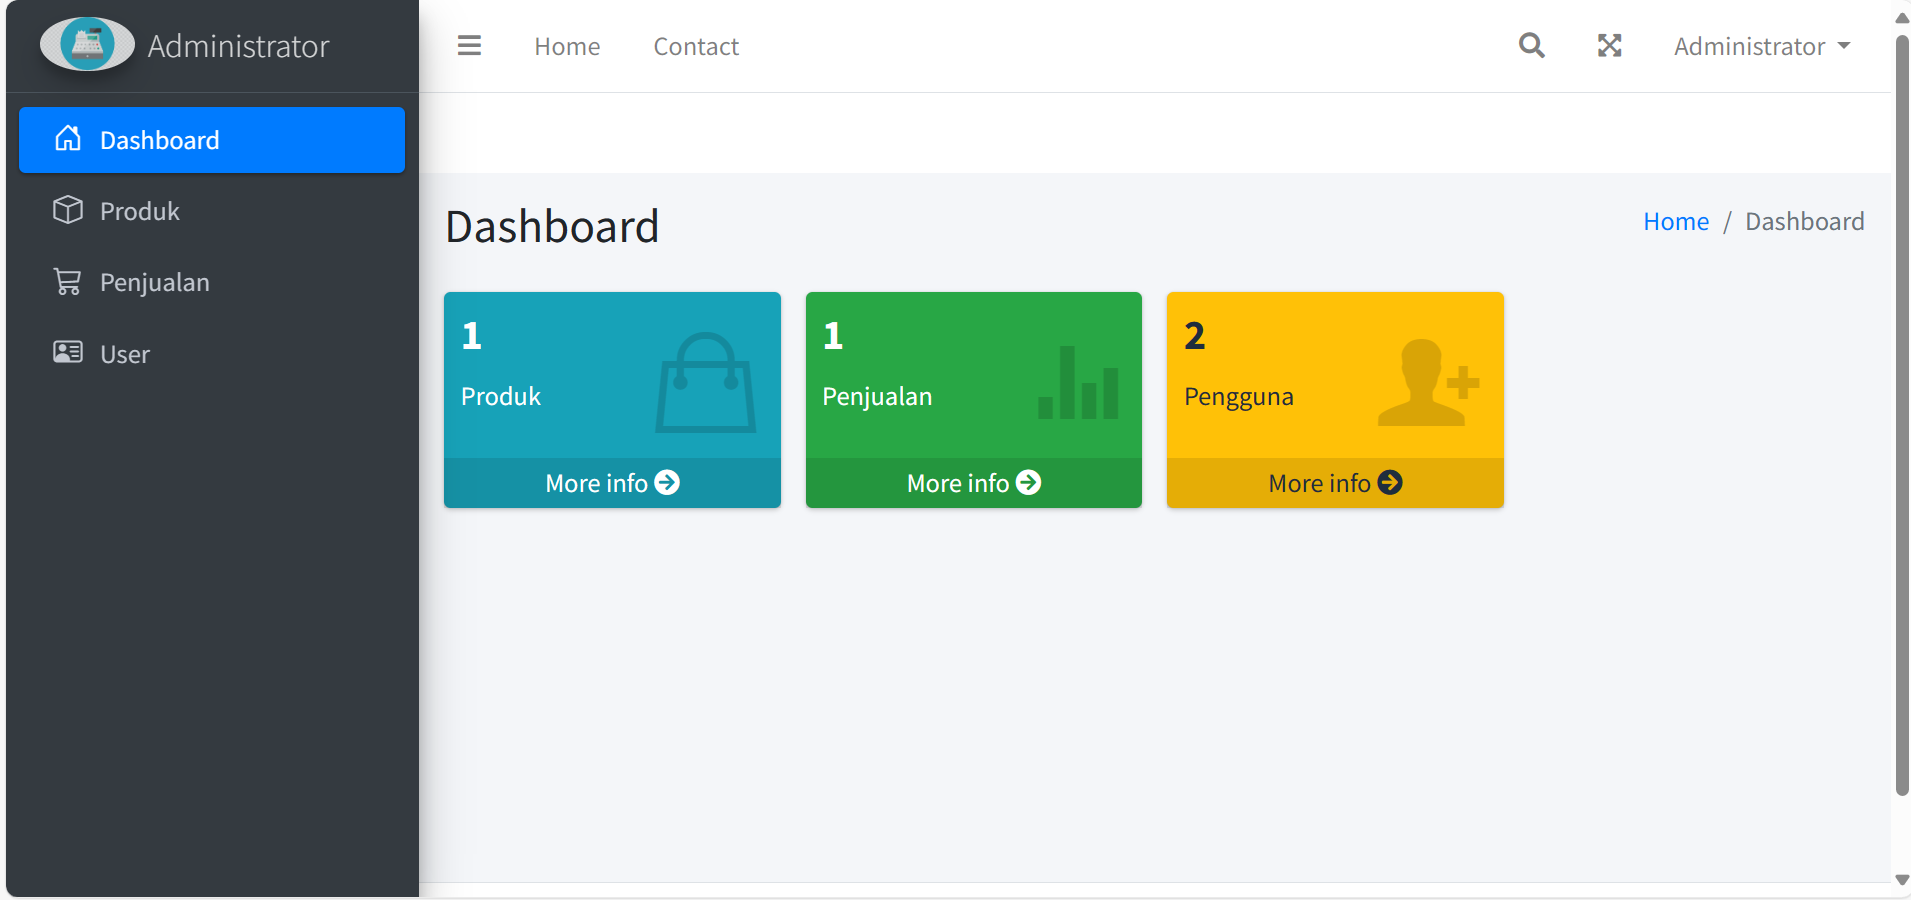 Administrator
Home
Contact
Administrator
Dashboard
Produk
Penjualan
User
Dashboard
Home / Dashboard
1
Produk
More info
1
Penjualan
More info
2
Pengguna
More info